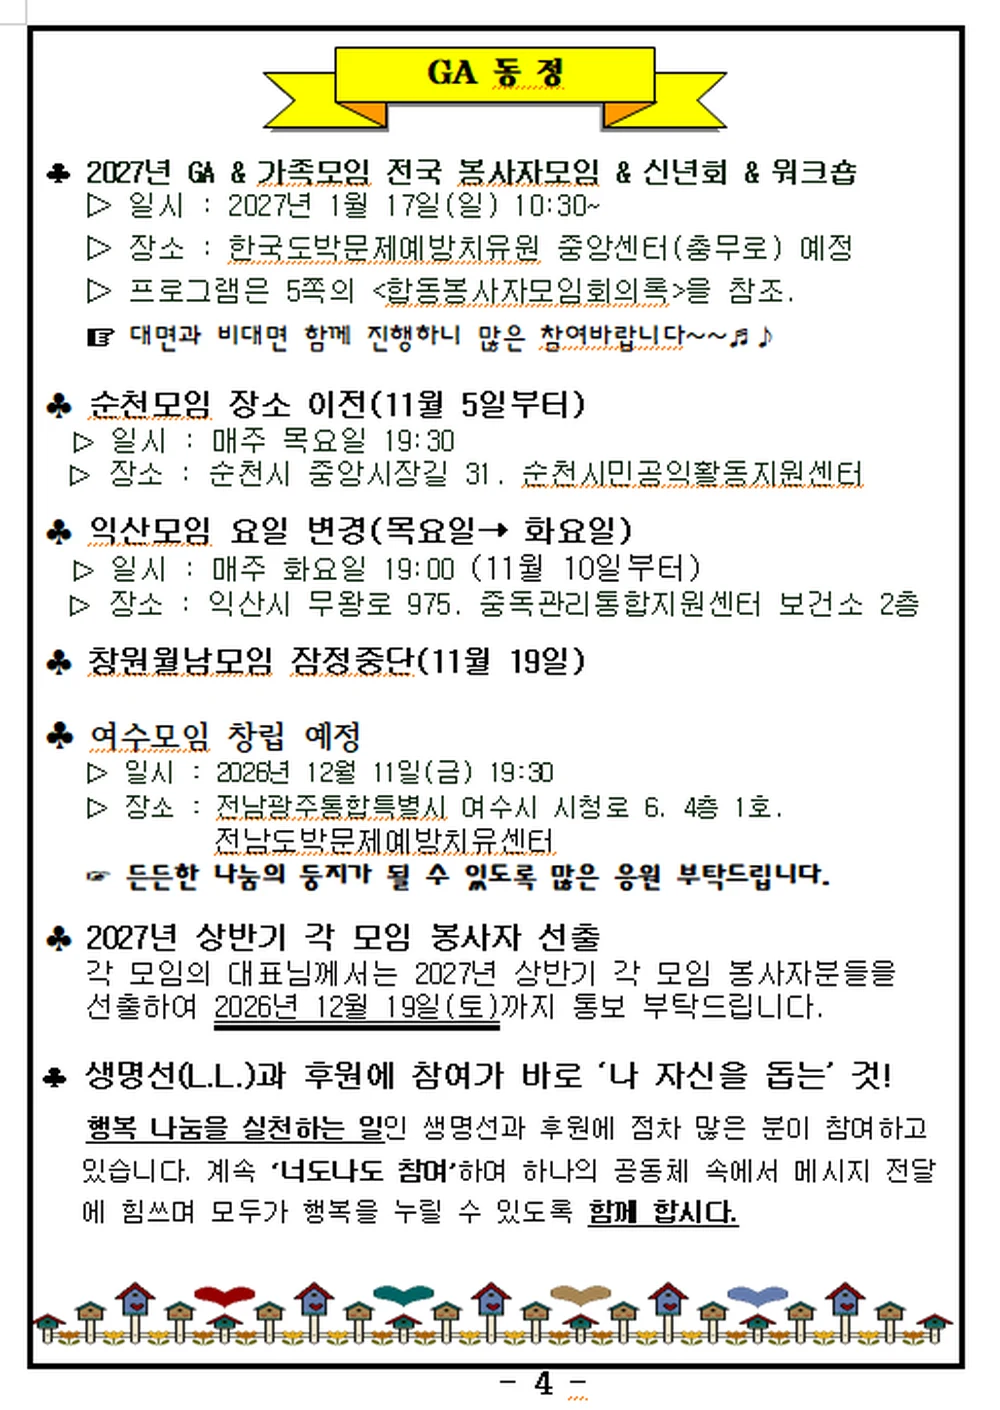 GA 동 정
♣ 2027년 GA & 가족모임 전국 봉사자모임 & 신년회 & 워크숍
▷ 일시 : 2027년 1월 17일(일) 10:30~
▷ 장소 : 한국도박문제예방치유원 중앙센터(충무로) 예정
▷ 프로그램은 5쪽의 <합동봉사자모임회의록>을 참조.
☞ 대면과 비대면 함께 진행하니 많은 참여바랍니다~~♬♪
♣ 순천모임 장소 이전(11월 5일부터)
▷ 일시 : 매주 목요일 19:30
▷ 장소 : 순천시 중앙시장길 31. 순천시민공익활동지원센터
♣ 익산모임 요일 변경(목요일→ 화요일)
▷ 일시 : 매주 화요일 19:00 (11월 10일부터)
▷ 장소 : 익산시 무왕로 975. 중독관리통합지원센터 보건소 2층
♣ 창원월남모임 잠정중단(11월 19일)
♣ 여수모임 창립 예정
▷ 일시 : 2026년 12월 11일(금) 19:30
▷ 장소 : 전남광주통합특별시 여수시 시청로 6. 4층 1호.
전남도박문제예방치유센터
☞ 든든한 나눔의 둥지가 될 수 있도록 많은 응원 부탁드립니다.
♣ 2027년 상반기 각 모임 봉사자 선출
각 모임의 대표님께서는 2027년 상반기 각 모임 봉사자분들을
선출하여 2026년 12월 19일(토)까지 통보 부탁드립니다.
♣ 생명선(L.L.)과 후원에 참여가 바로 ‘나 자신을 돕는’ 것!
행복 나눔을 실천하는 일인 생명선과 후원에 점차 많은 분이 참여하고
있습니다. 계속 ‘너도나도 참여’하여 하나의 공동체 속에서 메시지 전달
에 힘쓰며 모두가 행복을 누릴 수 있도록 함께 합시다.
- 4 -